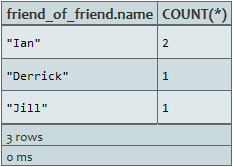 friend_of_friend.name COUNT(*)
"Ian" 2
"Derrick" 1
"Jill" 1
3 rows
0 ms